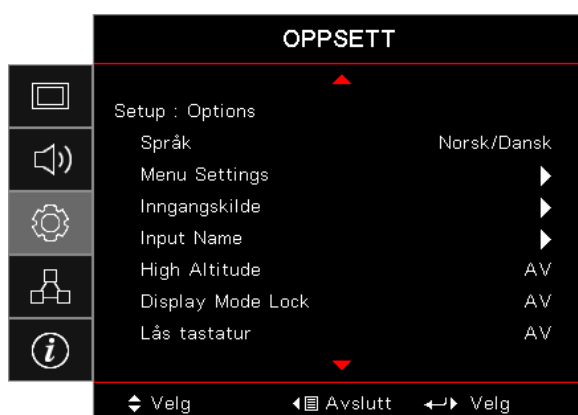 OPPSETT
Setup : Options
Språk Norsk/Dansk
Menu Settings
Inngangskilde
Input Name
High Altitude AV
Display Mode Lock AV
Lås tastatur AV
Velg Avslutt Velg